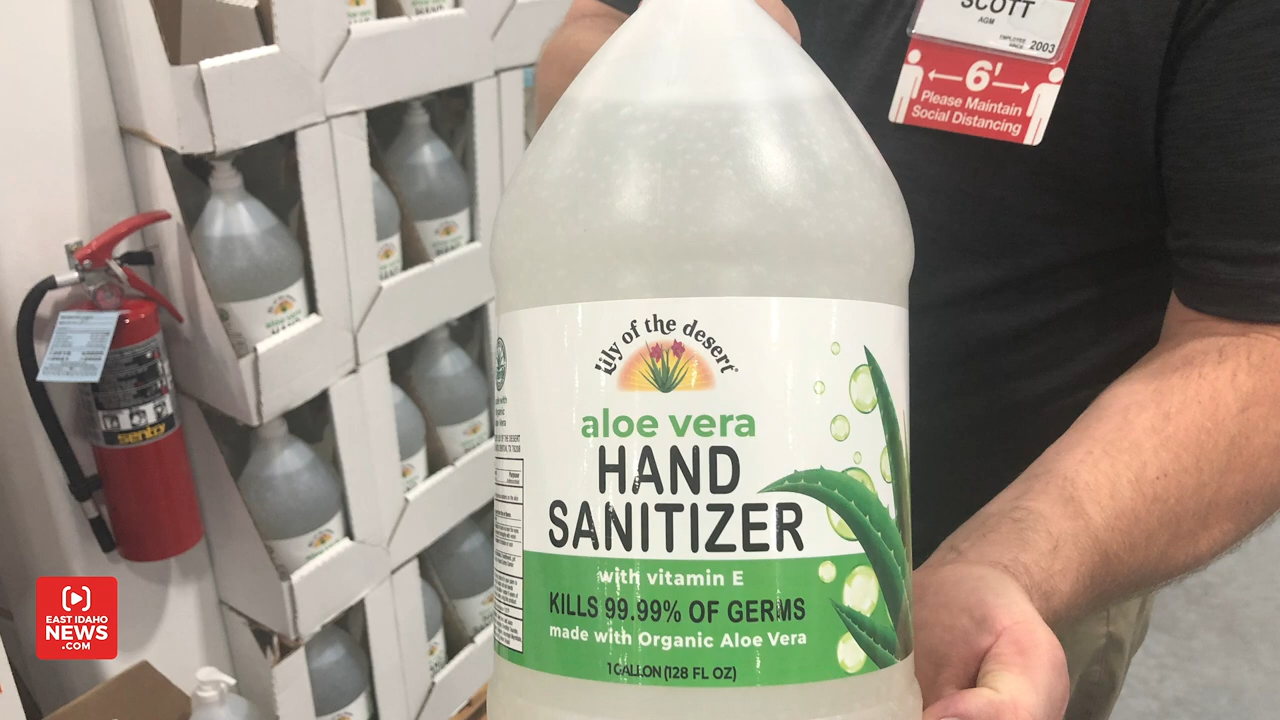 SCOTT
AGM
EMPLOYEE
SINCE 2003
6'
Please Maintain
Social Distancing
lily of the desert
aloe vera
HAND
SANITIZER
with vitamin E
KILLS 99.99% OF GERMS
made with Organic Aloe Vera
1 GALLON (128 FL OZ)
sentry
EAST IDAHO
NEWS
.COM